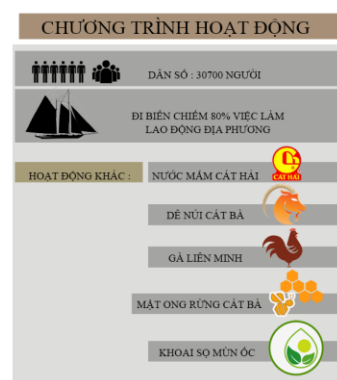 CHƯƠNG TRÌNH HOẠT ĐỘNG
DÂN SỐ : 30700 NGƯỜI
ĐI BIỂN CHIẾM 80% VIỆC LÀM
LAO ĐỘNG ĐỊA PHƯƠNG
HOẠT ĐỘNG KHÁC :
NƯỚC MẮM CÁT HẢI
CAT HAI
DÊ NÚI CÁT BÀ
GÀ LIÊN MINH
MẬT ONG RỪNG CÁT BÀ
KHOAI SỌ MÙN ỐC